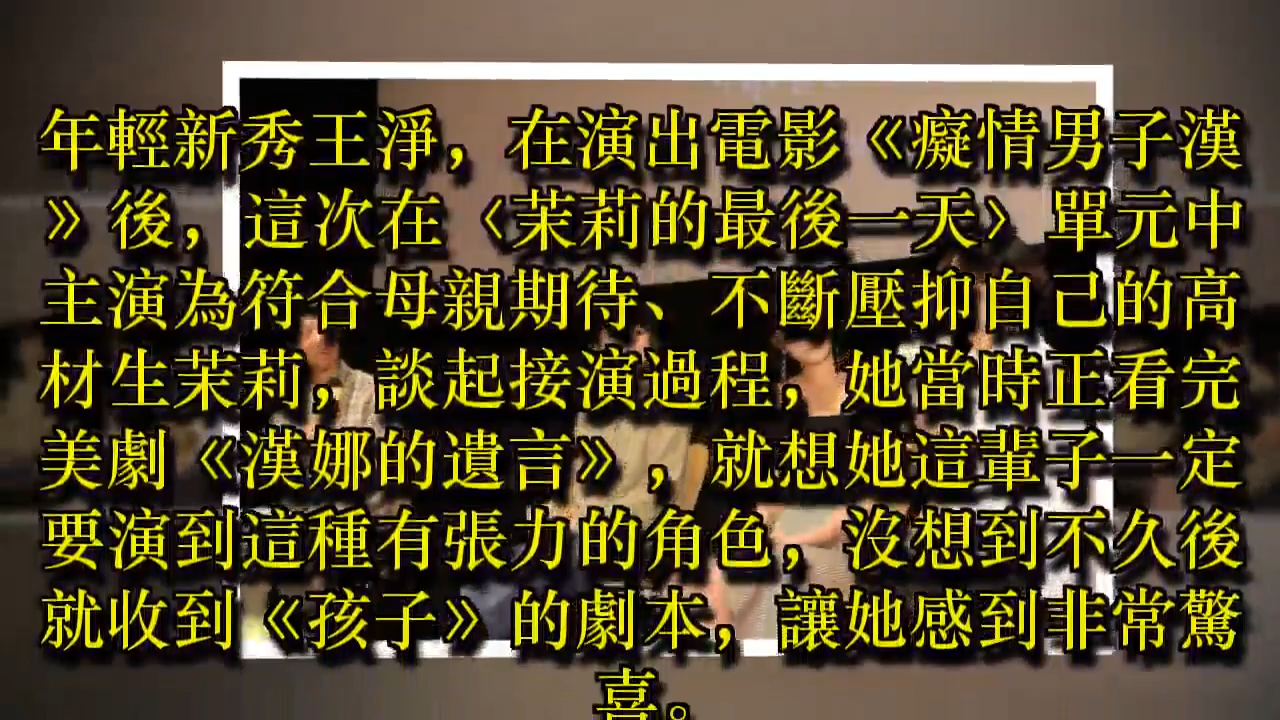 年輕新秀王淨，在演出電影《癡情男子漢
》後，這次在〈茉莉的最後一天〉單元中
主演為符合母親期待、不斷壓抑自己的高
材生茉莉，談起接演過程，她當時正看完
美劇《漢娜的遺言》，就想她這輩子一定
要演到這種有張力的角色，沒想到不久後
就收到《孩子》的劇本，讓她感到非常驚
喜。